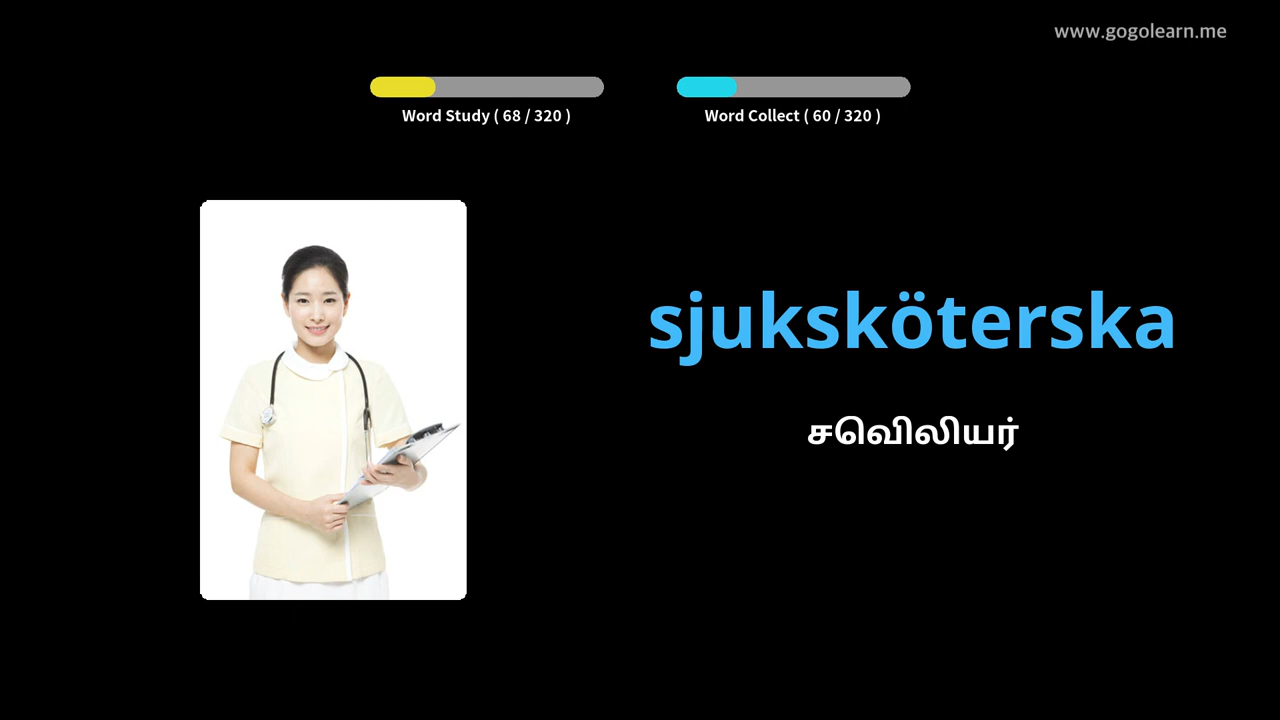 www.gogolearn.me
Word Study ( 68 / 320 )
Word Collect ( 60 / 320 )
sjuksköterska
சவெிலியர்